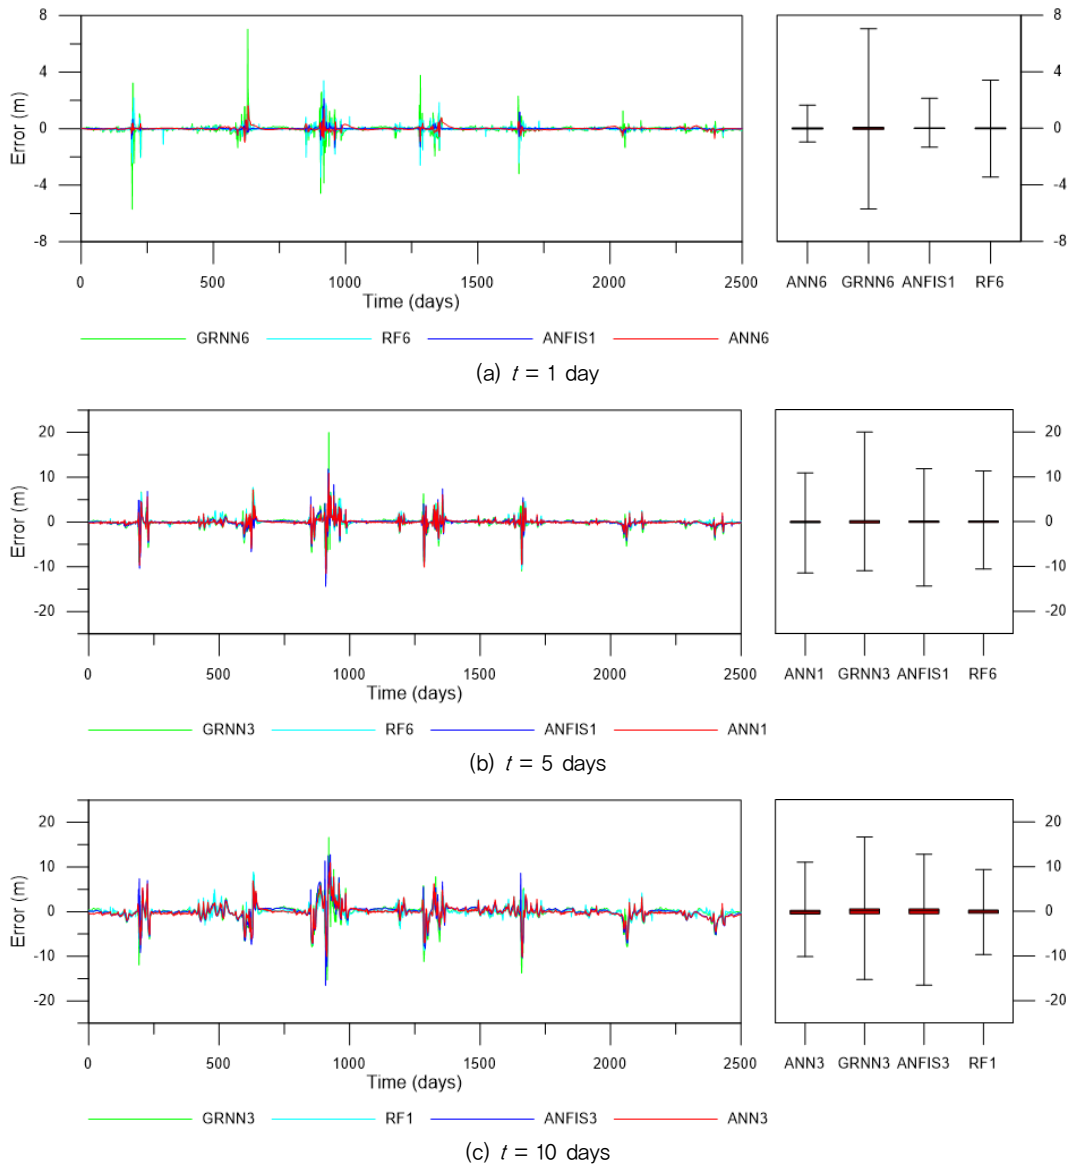 8
4
0
-4
-8
Error (m)
0 500 1000 1500 2000 2500
Time (days)
8
4
0
-4
-8
ANN6 GRNN6 ANFIS1 RF6
GRNN6 RF6 ANFIS1 ANN6
(a) t = 1 day
20
10
0
-10
-20
Error (m)
0 500 1000 1500 2000 2500
Time (days)
20
10
0
-10
-20
ANN1 GRNN3 ANFIS1 RF6
GRNN3 RF6 ANFIS1 ANN1
(b) t = 5 days
20
10
0
-10
-20
Error (m)
0 500 1000 1500 2000 2500
Time (days)
20
10
0
-10
-20
ANN3 GRNN3 ANFIS3 RF1
GRNN3 RF1 ANFIS3 ANN3
(c) t = 10 days